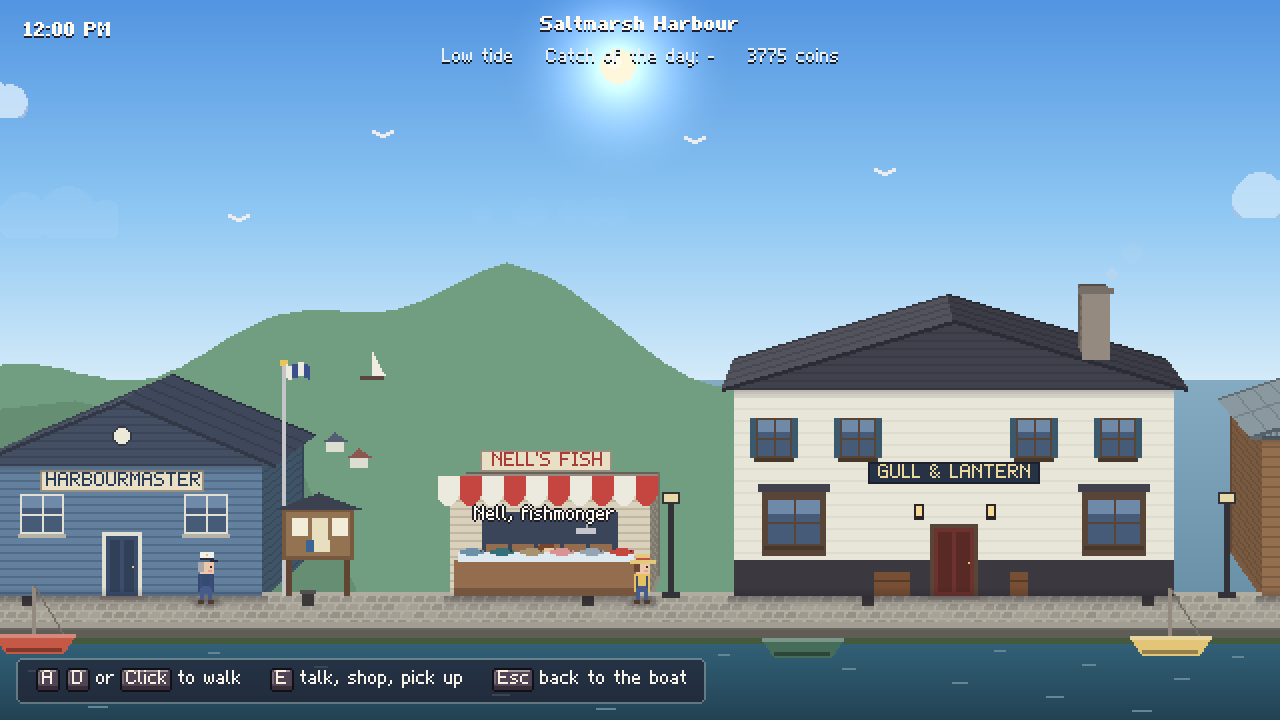 12:00 PM
Saltmarsh Harbour
Low tide Catch of the day: - 3775 coins
NELL'S FISH
HARBOURMASTER
GULL & LANTERN
Nell, fishmonger
A D or Click to walk E talk, shop, pick up Esc back to the boat